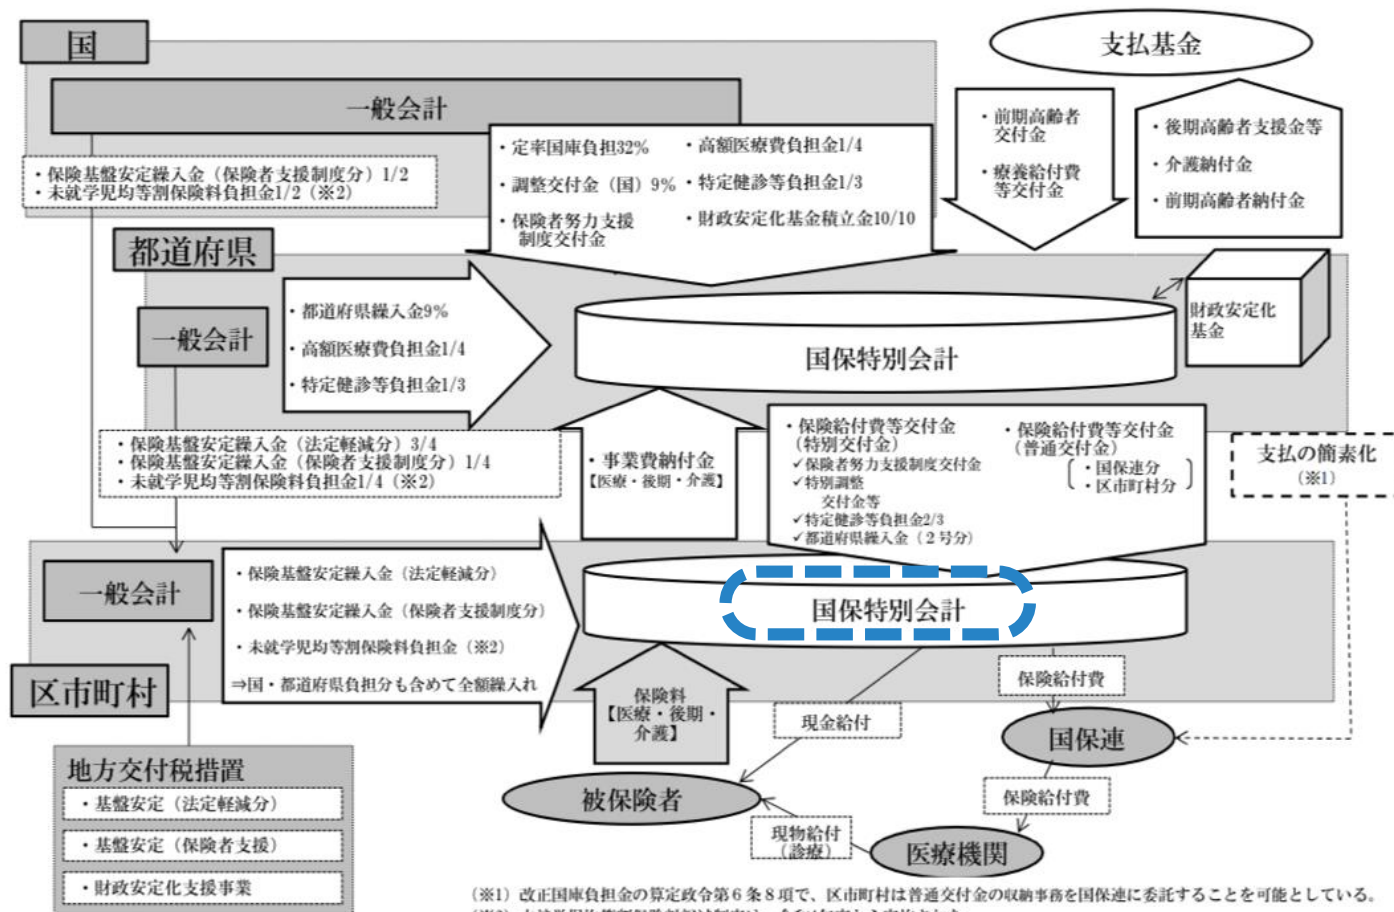 国
一般会計
・保険基盤安定繰入金（保険者支援制度分）1/2
・未就学児均等割保険料負担金1/2（※2）
・定率国庫負担32%
・調整交付金（国）9%
・保険者努力支援
制度交付金
・高額医療費負担金1/4
・特定健診等負担金1/3
・財政安定化基金積立金10/10
支払基金
・前期高齢者
交付金
・療養給付費
等交付金
・後期高齢者支援金等
・介護納付金
・前期高齢者納付金
都道府県
一般会計
・都道府県繰入金9%
・高額医療費負担金1/4
・特定健診等負担金1/3
国保特別会計
財政安定化
基金
・保険基盤安定繰入金（法定軽減分）3/4
・保険基盤安定繰入金（保険者支援制度分）1/4
・未就学児均等割保険料負担金1/4（※2）
・事業費納付金
【医療・後期・介護】
・保険給付費等交付金
（特別交付金）
✓保険者努力支援制度交付金
✓特別調整
交付金等
✓特定健診等負担金2/3
✓都道府県繰入金（２号分）
・保険給付費等交付金
（普通交付金）
・国保連分
・区市町村分
支払の簡素化
（※1）
一般会計
・保険基盤安定繰入金（法定軽減分）
・保険基盤安定繰入金（保険者支援制度分）
・未就学児均等割保険料負担金（※2）
⇒国・都道府県負担分も含めて全額繰入れ
国保特別会計
区市町村
保険料
【医療・後期・
介護】
現金給付
保険給付費
国保連
地方交付税措置
・基盤安定（法定軽減分）
・基盤安定（保険者支援）
・財政安定化支援事業
被保険者
保険給付費
現物給付
（診療）
医療機関
（※1）改正国庫負担金の算定政令第６条８項で、区市町村は普通交付金の収納事務を国保連に委託することを可能としている。